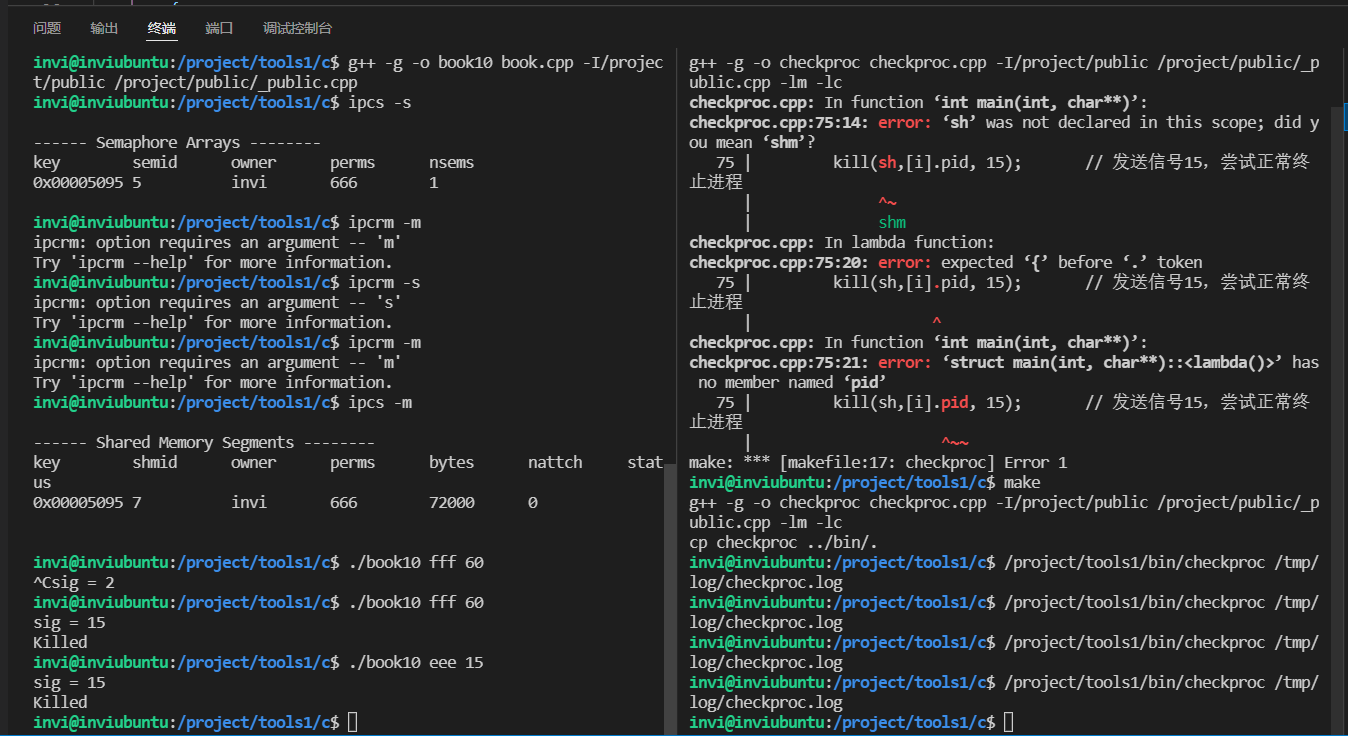 问题 输出 终端 端口 调试控制台
invi@inviubuntu:/project/tools1/c$ g++ -g -o book10 book.cpp -I/projec
t/public /project/public/_public.cpp
invi@inviubuntu:/project/tools1/c$ ipcs -s
------ Semaphore Arrays --------
key        semid      owner      perms      nsems
0x00005095 5          invi       666        1
invi@inviubuntu:/project/tools1/c$ ipcrm -m
ipcrm: option requires an argument -- 'm'
Try 'ipcrm --help' for more information.
invi@inviubuntu:/project/tools1/c$ ipcrm -s
ipcrm: option requires an argument -- 's'
Try 'ipcrm --help' for more information.
invi@inviubuntu:/project/tools1/c$ ipcrm -m
ipcrm: option requires an argument -- 'm'
Try 'ipcrm --help' for more information.
invi@inviubuntu:/project/tools1/c$ ipcs -m
------ Shared Memory Segments --------
key        shmid      owner      perms      bytes      nattch     stat
us
0x00005095 7          invi       666        72000      0
invi@inviubuntu:/project/tools1/c$ ./book10 fff 60
^Csig = 2
invi@inviubuntu:/project/tools1/c$ ./book10 fff 60
sig = 15
Killed
invi@inviubuntu:/project/tools1/c$ ./book10 eee 15
sig = 15
Killed
invi@inviubuntu:/project/tools1/c$
g++ -g -o checkproc checkproc.cpp -I/project/public /project/public/_p
ublic.cpp -lm -lc
checkproc.cpp: In function ‘int main(int, char**)’:
checkproc.cpp:75:14: error: ‘sh’ was not declared in this scope; did y
ou mean ‘shm’?
   75 |         kill(sh,[i].pid, 15);       // 发送信号15，尝试正常终
止进程
      |              ^~
      |              shm
checkproc.cpp: In lambda function:
checkproc.cpp:75:20: error: expected ‘{’ before ‘.’ token
   75 |         kill(sh,[i].pid, 15);       // 发送信号15，尝试正常终
止进程
      |                    ^
checkproc.cpp: In function ‘int main(int, char**)’:
checkproc.cpp:75:21: error: ‘struct main(int, char**)::<lambda()>’ has
 no member named ‘pid’
   75 |         kill(sh,[i].pid, 15);       // 发送信号15，尝试正常终
止进程
      |                     ^~~
make: *** [makefile:17: checkproc] Error 1
invi@inviubuntu:/project/tools1/c$ make
g++ -g -o checkproc checkproc.cpp -I/project/public /project/public/_p
ublic.cpp -lm -lc
cp checkproc ../bin/.
invi@inviubuntu:/project/tools1/c$ /project/tools1/bin/checkproc /tmp/
log/checkproc.log
invi@inviubuntu:/project/tools1/c$ /project/tools1/bin/checkproc /tmp/
log/checkproc.log
invi@inviubuntu:/project/tools1/c$ /project/tools1/bin/checkproc /tmp/
log/checkproc.log
invi@inviubuntu:/project/tools1/c$ /project/tools1/bin/checkproc /tmp/
log/checkproc.log
invi@inviubuntu:/project/tools1/c$